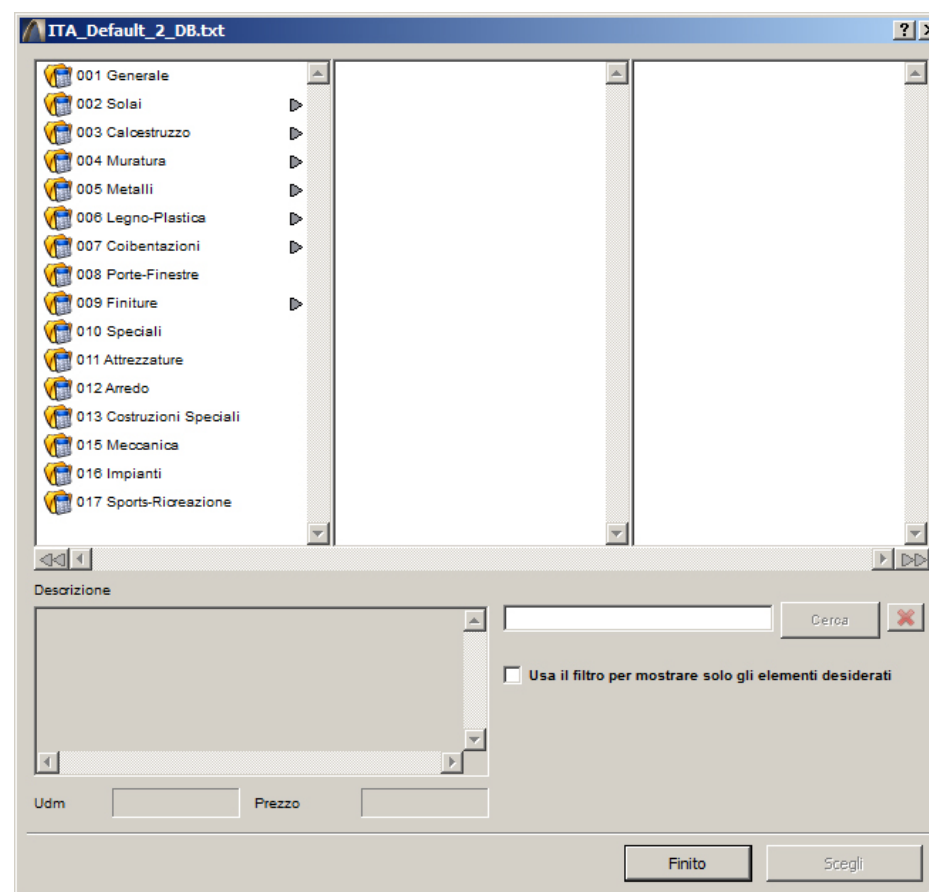 ITA_Default_2_DB.txt
001 Generale
002 Solai
003 Calcestruzzo
004 Muratura
005 Metalli
006 Legno-Plastica
007 Coibentazioni
008 Porte-Finestre
009 Finiture
010 Speciali
011 Attrezzature
012 Arredo
013 Costruzioni Speciali
015 Meccanica
016 Impianti
017 Sports-Ricreazione
Descrizione
Cerca
Usa il filtro per mostrare solo gli elementi desiderati
Udm
Prezzo
Finito
Scegli